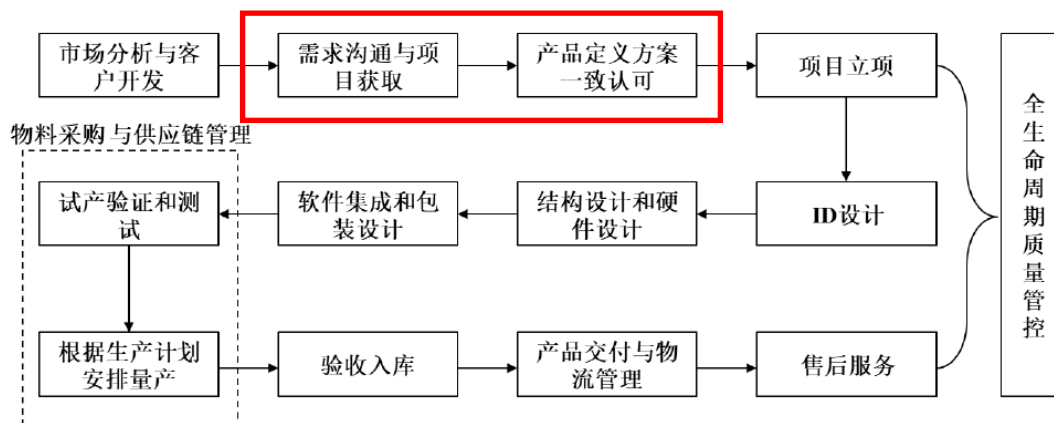 市场分析与客
户开发
需求沟通与项
目获取
产品定义方案
一致认可
项目立项
物料采购与供应链管理
试产验证和测
试
软件集成和包
装设计
结构设计和硬
件设计
ID设计
根据生产计划
安排量产
验收入库
产品交付与物
流管理
售后服务
全
生
命
周
期
质
量
管
控